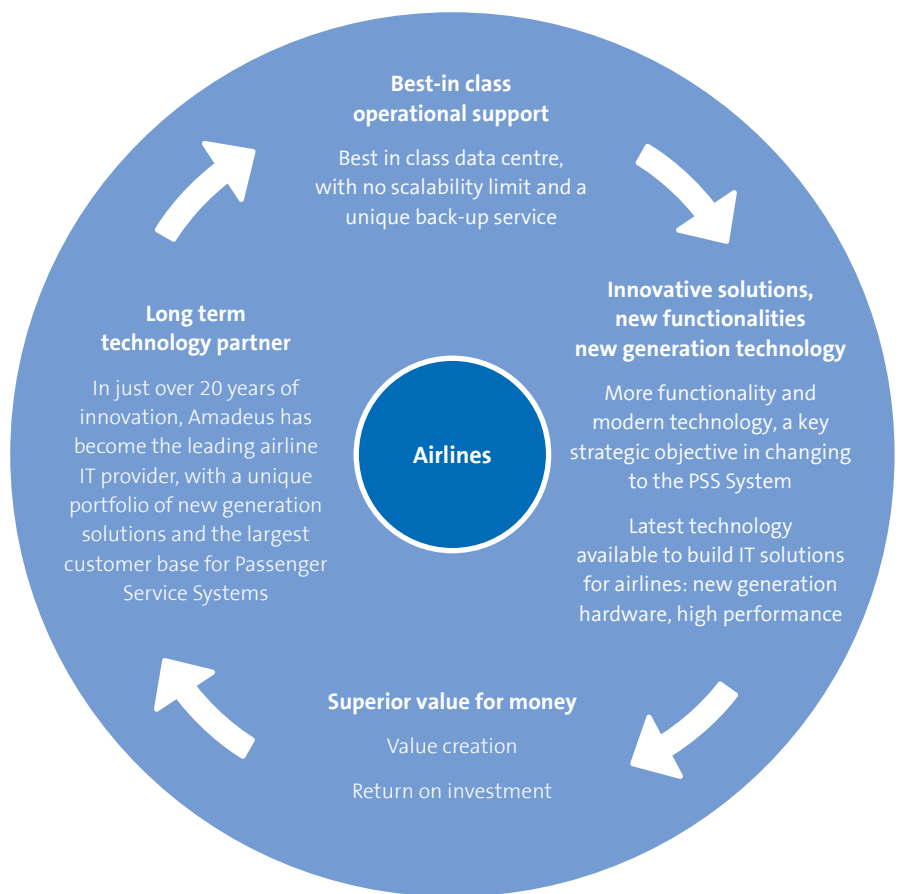 Best-in class
operational support
Best in class data centre,
with no scalability limit and a
unique back-up service
Innovative solutions,
new functionalities
new generation technology
More functionality and
modern technology, a key
strategic objective in changing
to the PSS System
Latest technology
available to build IT solutions
for airlines: new generation
hardware, high performance
Superior value for money
Value creation
Return on investment
Long term
technology partner
In just over 20 years of
innovation, Amadeus has
become the leading airline
IT provider, with a unique
portfolio of new generation
solutions and the largest
customer base for Passenger
Service Systems
Airlines